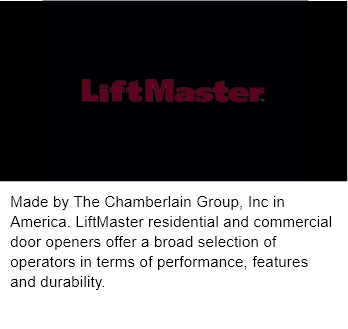 LiftMaster
Made by The Chamberlain Group, Inc in
America. LiftMaster residential and commercial
door openers offer a broad selection of
operators in terms of performance, features
and durability.